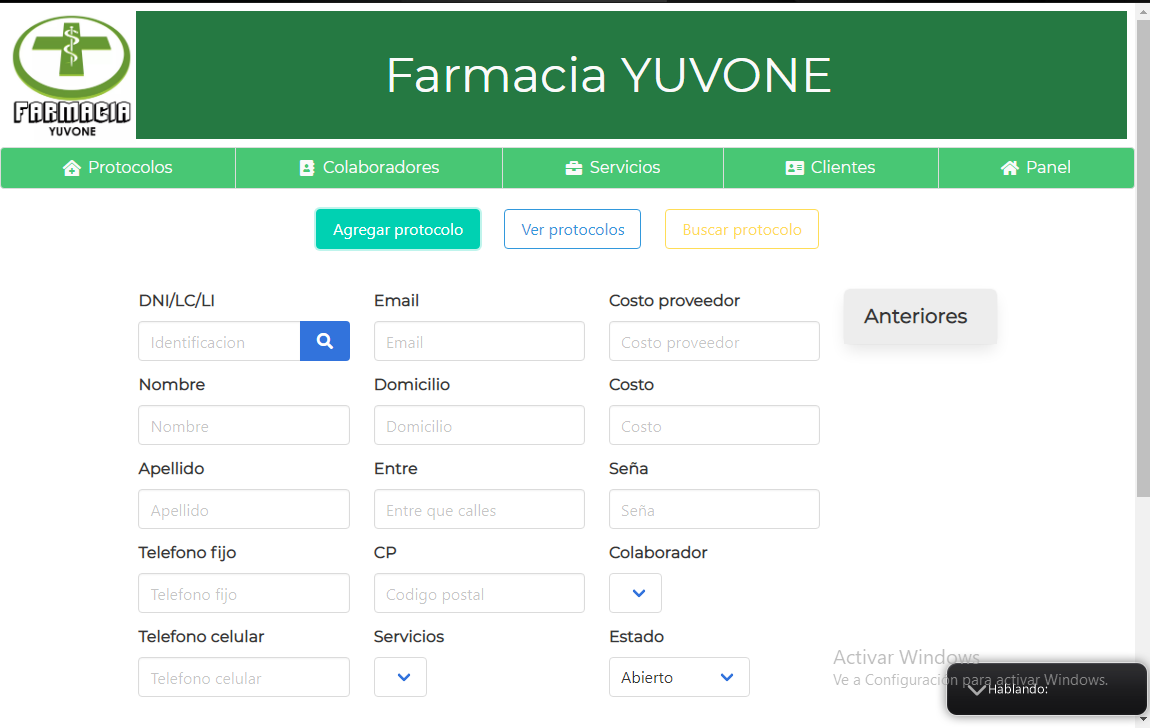 FARMACIA
YUVONE
Farmacia YUVONE
Protocolos Colaboradores Servicios Clientes Panel
Agregar protocolo Ver protocolos Buscar protocolo
DNI/LC/LI Email Costo proveedor Anteriores
Identificacion Email Costo proveedor
Nombre Domicilio Costo
Nombre Domicilio Costo
Apellido Entre Seña
Apellido Entre que calles Seña
Telefono fijo CP Colaborador
Telefono fijo Codigo postal
Telefono celular Servicios Estado
Telefono celular Abierto
Activar Windows
Ve a Configuración para activar Windows.
Hablando: